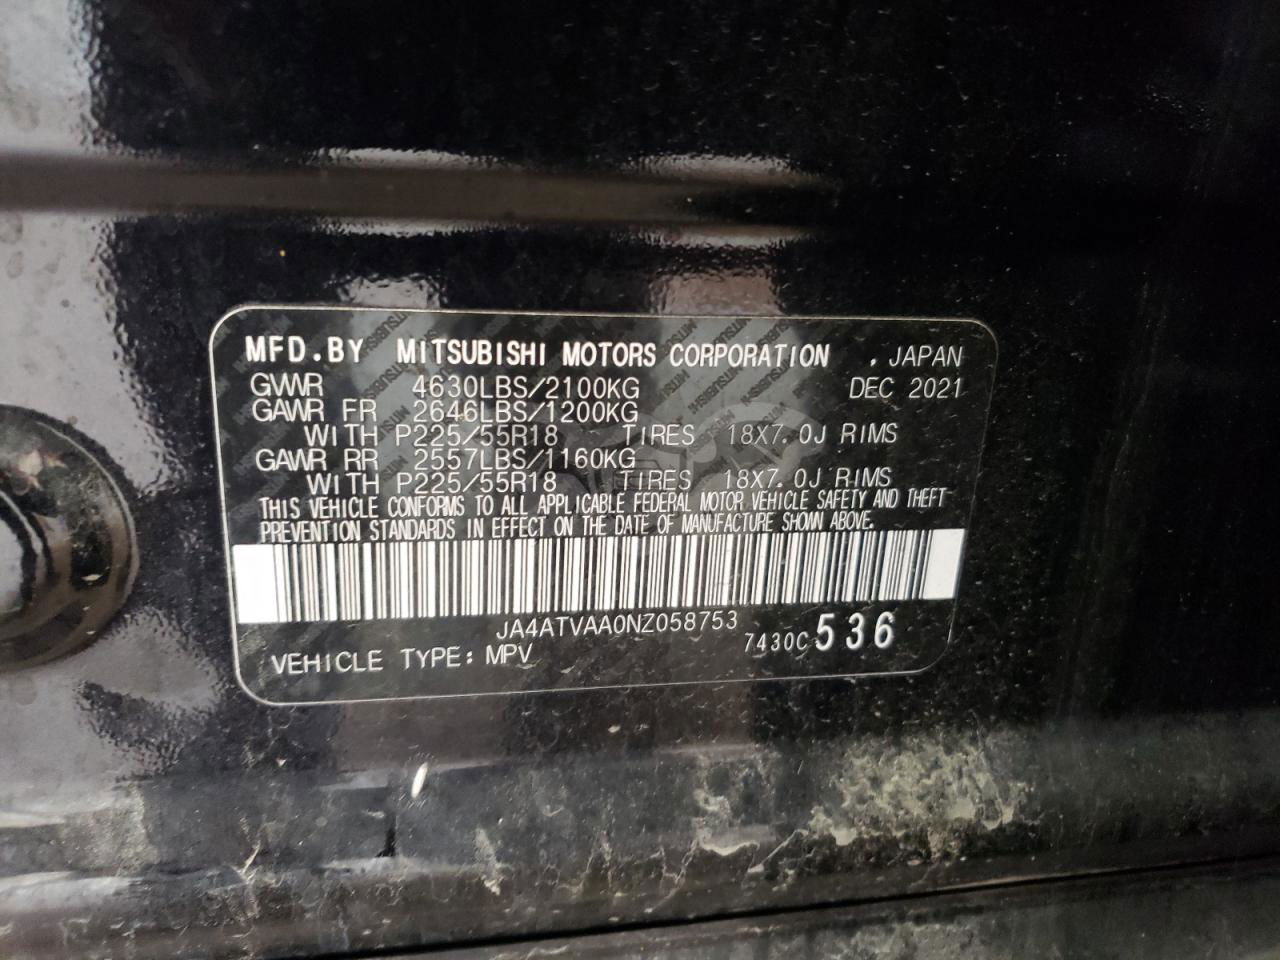 MFD.BY MITSUBISHI MOTORS CORPORATION , JAPAN
GVWR 4630LBS/2100KG DEC 2021
GAWR FR 2646LBS/1200KG
WITH P225/55R18 TIRES 18X7.0J RIMS
GAWR RR 2557LBS/1160KG
WITH P225/55R18 TIRES 18X7.0J RIMS
THIS VEHICLE CONFORMS TO ALL APPLICABLE FEDERAL MOTOR VEHICLE SAFETY AND THEFT
PREVENTION STANDARDS IN EFFECT ON THE DATE OF MANUFACTURE SHOWN ABOVE.
JA4ATVAA0NZ058753
7430C 536
VEHICLE TYPE: MPV